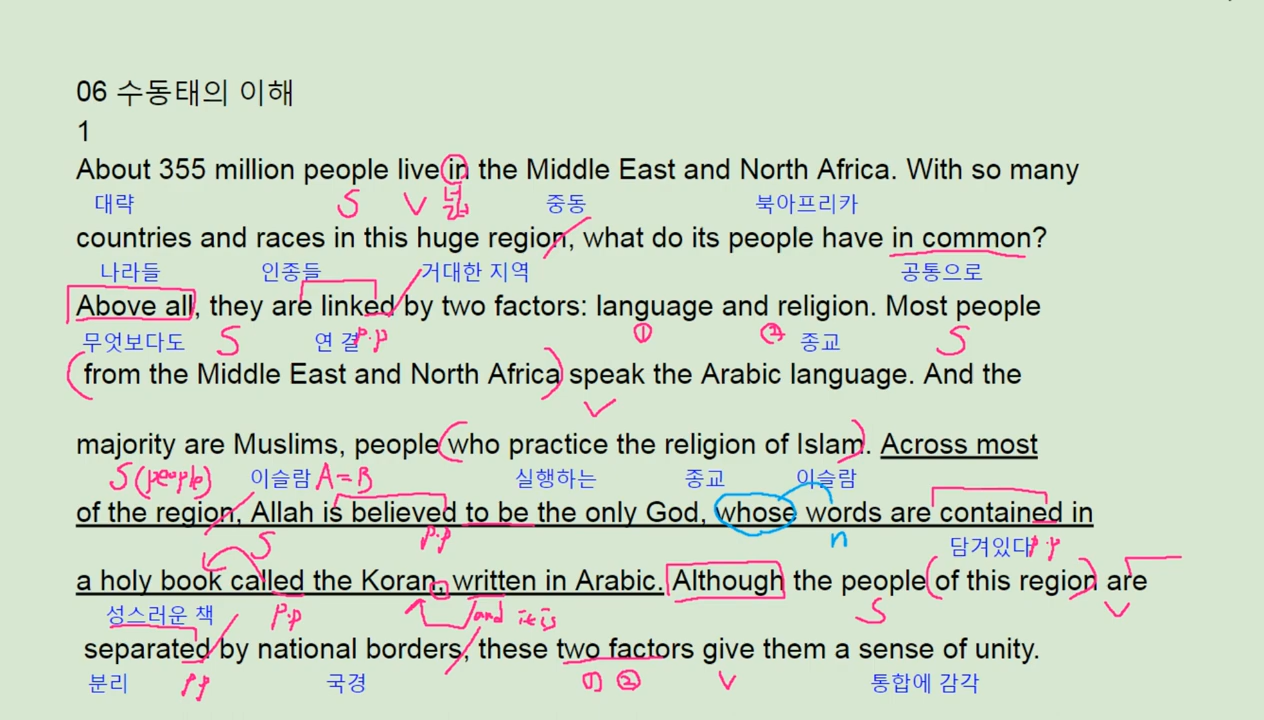 06 수동태의 이해
1
About 355 million people live in the Middle East and North Africa. With so many
대략 S V 중동 북아프리카
countries and races in this huge region, what do its people have in common?
나라들 인종들 거대한 지역 공통으로
Above all, they are linked by two factors: language and religion. Most people
무엇보다도 S 연결 p.p ① ② 종교 S
(from the Middle East and North Africa) speak the Arabic language. And the
V
majority are Muslims, people (who practice the religion of Islam). Across most
S(people) 이슬람 A=B 실행하는 종교 이슬람
of the region, Allah is believed to be the only God, whose words are contained in
S p.p n 담겨있다 p.p
a holy book called the Koran, written in Arabic. Although the people (of this region) are
성스러운 책 p.p and it is S V
separated by national borders, these two factors give them a sense of unity.
분리 p.p 국경 ① ② V 통합에 감각